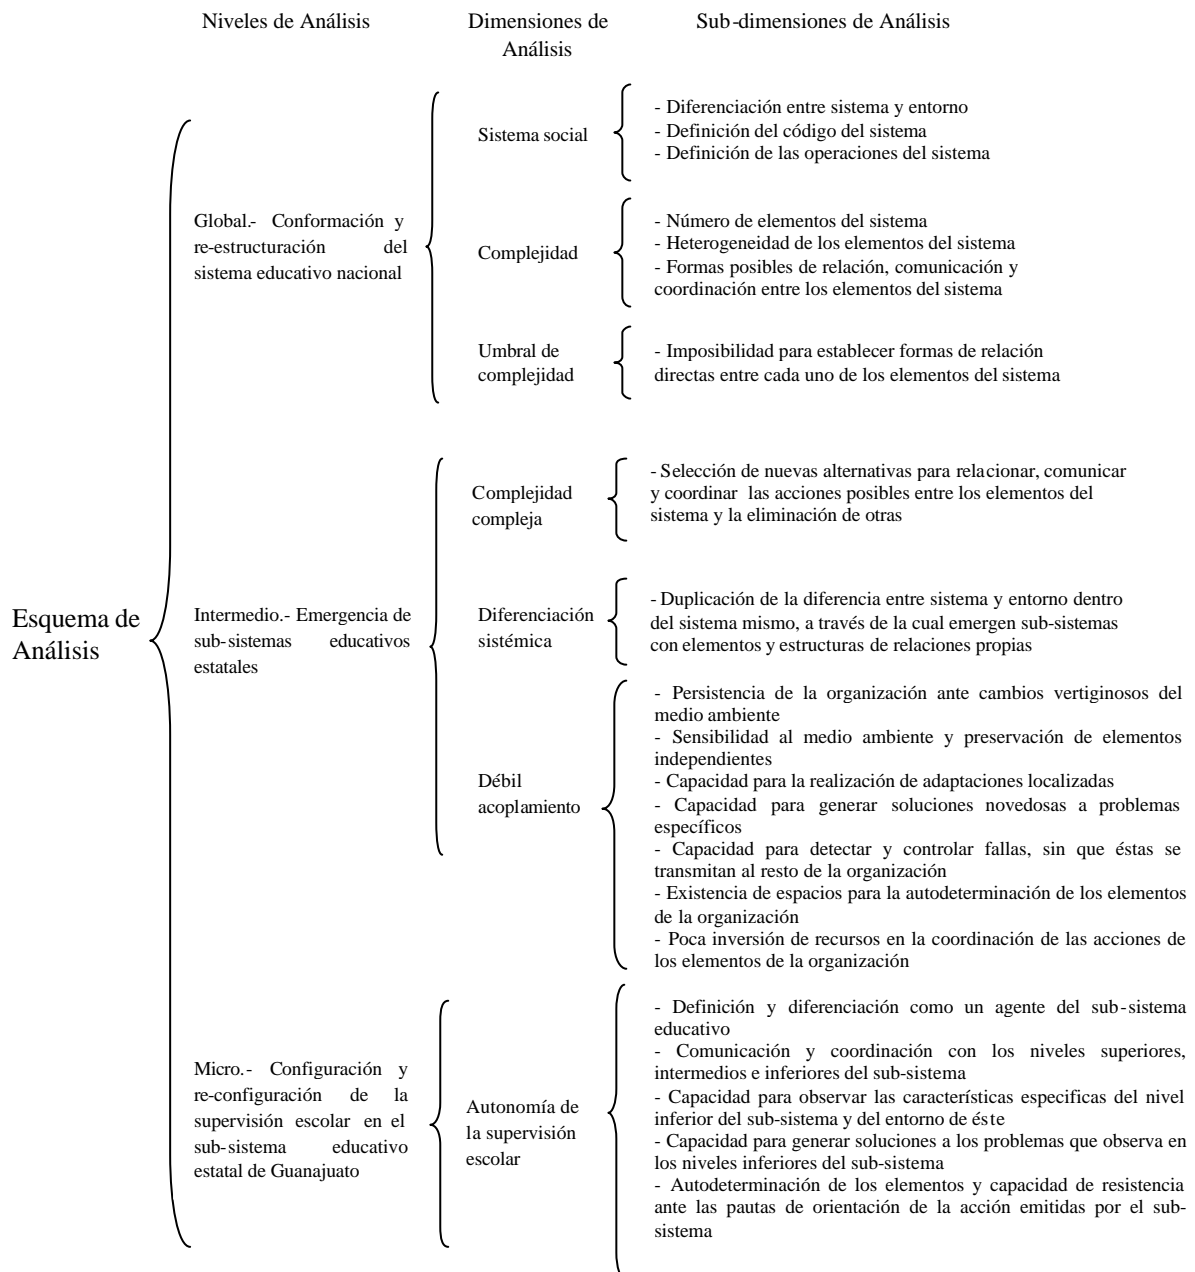 Niveles de Análisis
Dimensiones de
Análisis
Sub-dimensiones de Análisis
Esquema de
Análisis
Global.- Conformación y
re-estructuración del
sistema educativo nacional
Sistema social
- Diferenciación entre sistema y entorno
- Definición del código del sistema
- Definición de las operaciones del sistema
Complejidad
- Número de elementos del sistema
- Heterogeneidad de los elementos del sistema
- Formas posibles de relación, comunicación y
coordinación entre los elementos del sistema
Umbral de
complejidad
- Imposibilidad para establecer formas de relación
directas entre cada uno de los elementos del sistema
Intermedio.- Emergencia de
sub-sistemas educativos
estatales
Complejidad
compleja
- Selección de nuevas alternativas para relacionar, comunicar
y coordinar las acciones posibles entre los elementos del
sistema y la eliminación de otras
Diferenciación
sistémica
- Duplicación de la diferencia entre sistema y entorno dentro
del sistema mismo, a través de la cual emergen sub-sistemas
con elementos y estructuras de relaciones propias
Débil
acoplamiento
- Persistencia de la organización ante cambios vertiginosos del
medio ambiente
- Sensibilidad al medio ambiente y preservación de elementos
independientes
- Capacidad para la realización de adaptaciones localizadas
- Capacidad para generar soluciones novedosas a problemas
específicos
- Capacidad para detectar y controlar fallas, sin que éstas se
transmitan al resto de la organización
- Existencia de espacios para la autodeterminación de los elementos
de la organización
- Poca inversión de recursos en la coordinación de las acciones de
los elementos de la organización
Micro.- Configuración y
re-configuración de la
supervisión escolar en el
sub-sistema educativo
estatal de Guanajuato
Autonomía de
la supervisión
escolar
- Definición y diferenciación como un agente del sub-sistema
educativo
- Comunicación y coordinación con los niveles superiores,
intermedios e inferiores del sub-sistema
- Capacidad para observar las características especificas del nivel
inferior del sub-sistema y del entorno de éste
- Capacidad para generar soluciones a los problemas que observa en
los niveles inferiores del sub-sistema
- Autodeterminación de los elementos y capacidad de resistencia
ante las pautas de orientación de la acción emitidas por el sub-
sistema